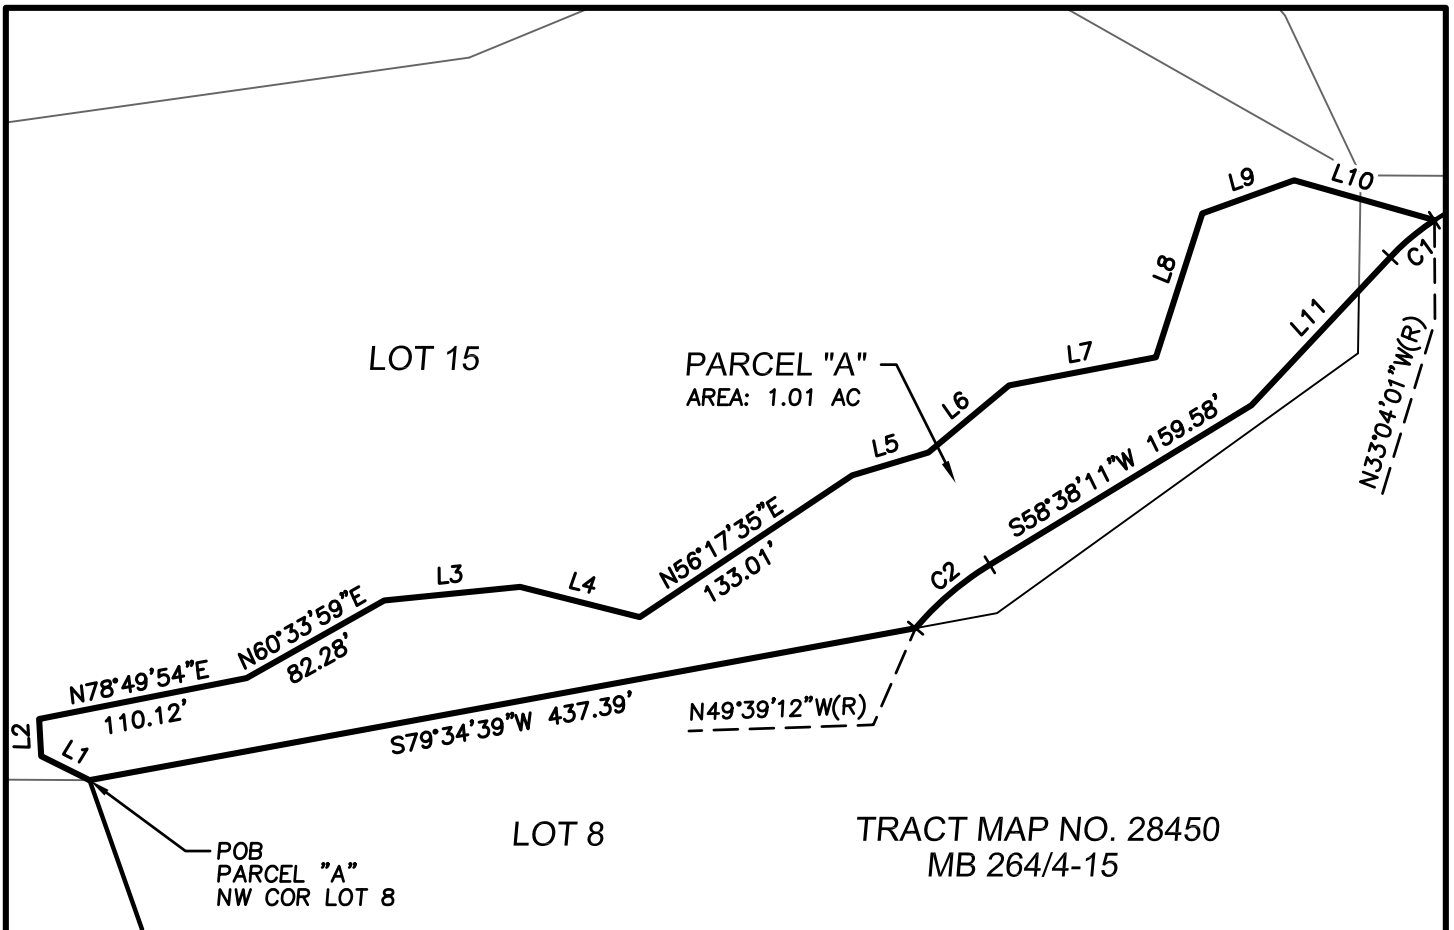 L9
L10
L8
C1
L11
N33°04'01"W(R)
LOT 15
PARCEL "A"
AREA: 1.01 AC
L7
L6
L5
S58°38'11"W 159.58'
N56°17'35"E
133.01'
C2
L3
L4
N60°33'59"E
82.28'
N78°49'54"E
110.12'
L2
L1
S79°34'39"W 437.39'
N49°39'12"W(R)
POB
PARCEL "A"
NW COR LOT 8
LOT 8
TRACT MAP NO. 28450
MB 264/4-15